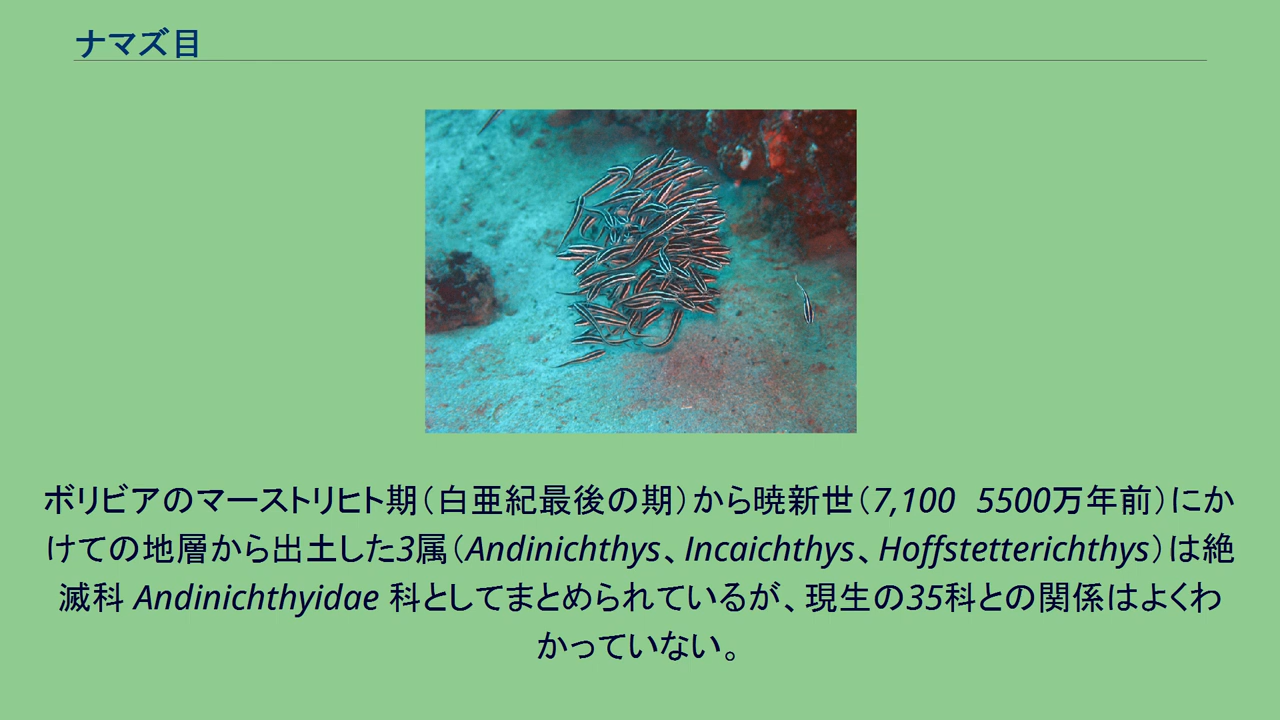 ナマズ目
ボリビアのマーストリヒト期（白亜紀最後の期）から暁新世（7,100 5500万年前）にか
けての地層から出土した3属（Andinichthys、Incaichthys、Hoffstetterichthys）は絶
滅科 Andinichthyidae 科としてまとめられているが、現生の35科との関係はよくわ
かっていない。